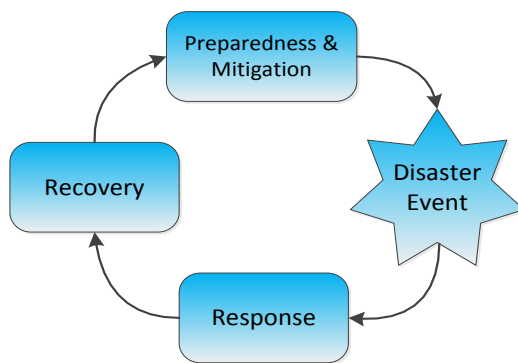 Preparedness &
Mitigation
Disaster
Event
Response
Recovery